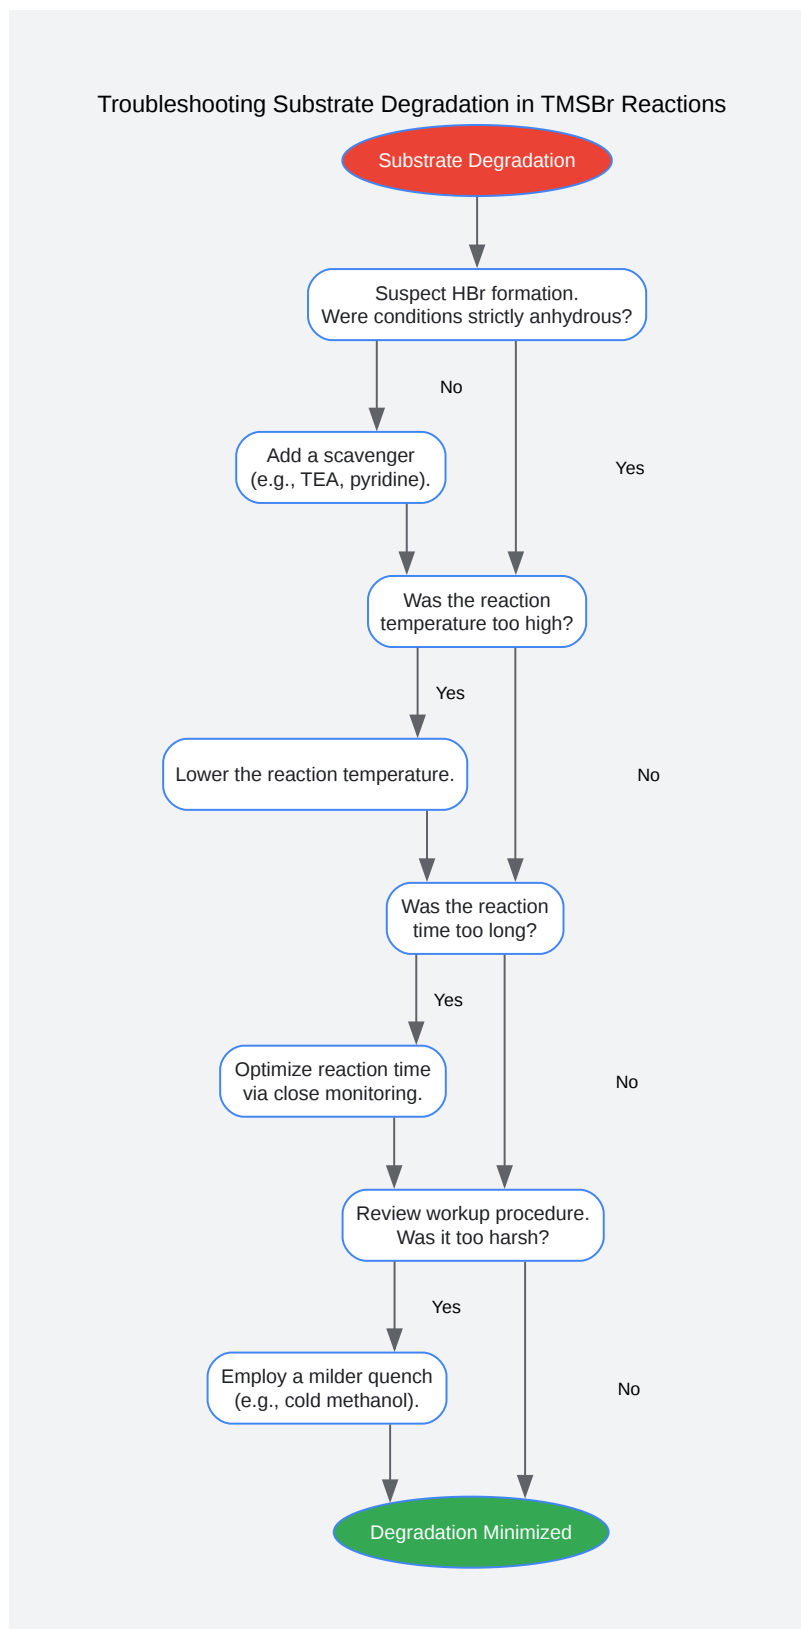 Troubleshooting Substrate Degradation in TMSBr Reactions
Substrate Degradation
Suspect HBr formation.
Were conditions strictly anhydrous?
No
Add a scavenger
(e.g., TEA, pyridine).
Yes
Was the reaction
temperature too high?
Yes
Lower the reaction temperature.
No
Was the reaction
time too long?
Yes
Optimize reaction time
via close monitoring.
No
Review workup procedure.
Was it too harsh?
Yes
Employ a milder quench
(e.g., cold methanol).
No
Degradation Minimized